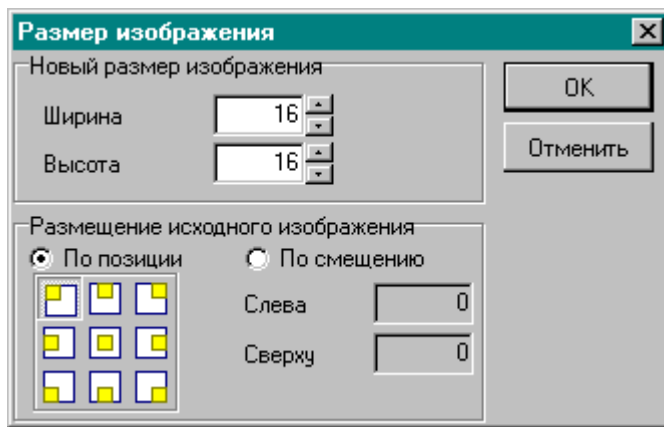 Размер изображения
Новый размер изображения
Ширина 16
Высота 16
OK
Отменить
Размещение исходного изображения
По позиции По смещению
Слева 0
Сверху 0